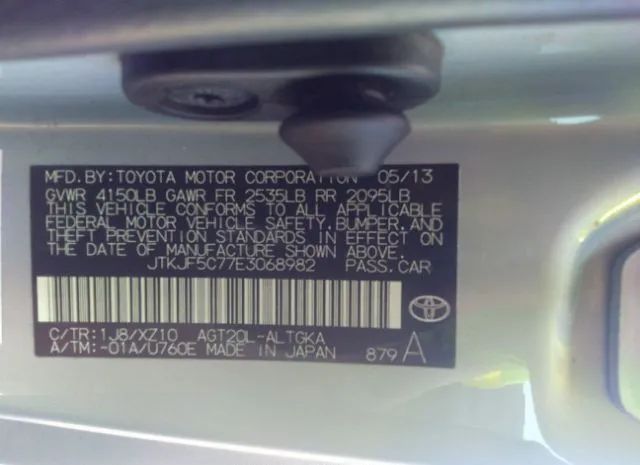 MFD.BY:TOYOTA MOTOR CORPORATION 05/13
GVWR 4150LB GAWR FR 2535LB RR 2095LB
THIS VEHICLE CONFORMS TO ALL APPLICABLE
FEDERAL MOTOR VEHICLE SAFETY,BUMPER,AND
THEFT PREVENTION STANDARDS IN EFFECT ON
THE DATE OF MANUFACTURE SHOWN ABOVE.
JTKJF5C77E3068982 PASS.CAR
C/TR:1J8/XZ10 AGT20L-ALTGKA
A/TM:-01A/U760E MADE IN JAPAN 879 A